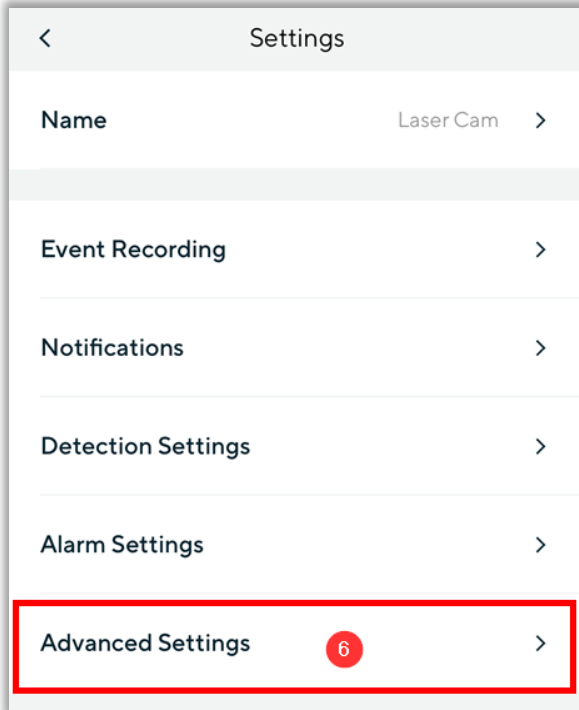 Settings
Name Laser Cam
Event Recording
Notifications
Detection Settings
Alarm Settings
Advanced Settings 6